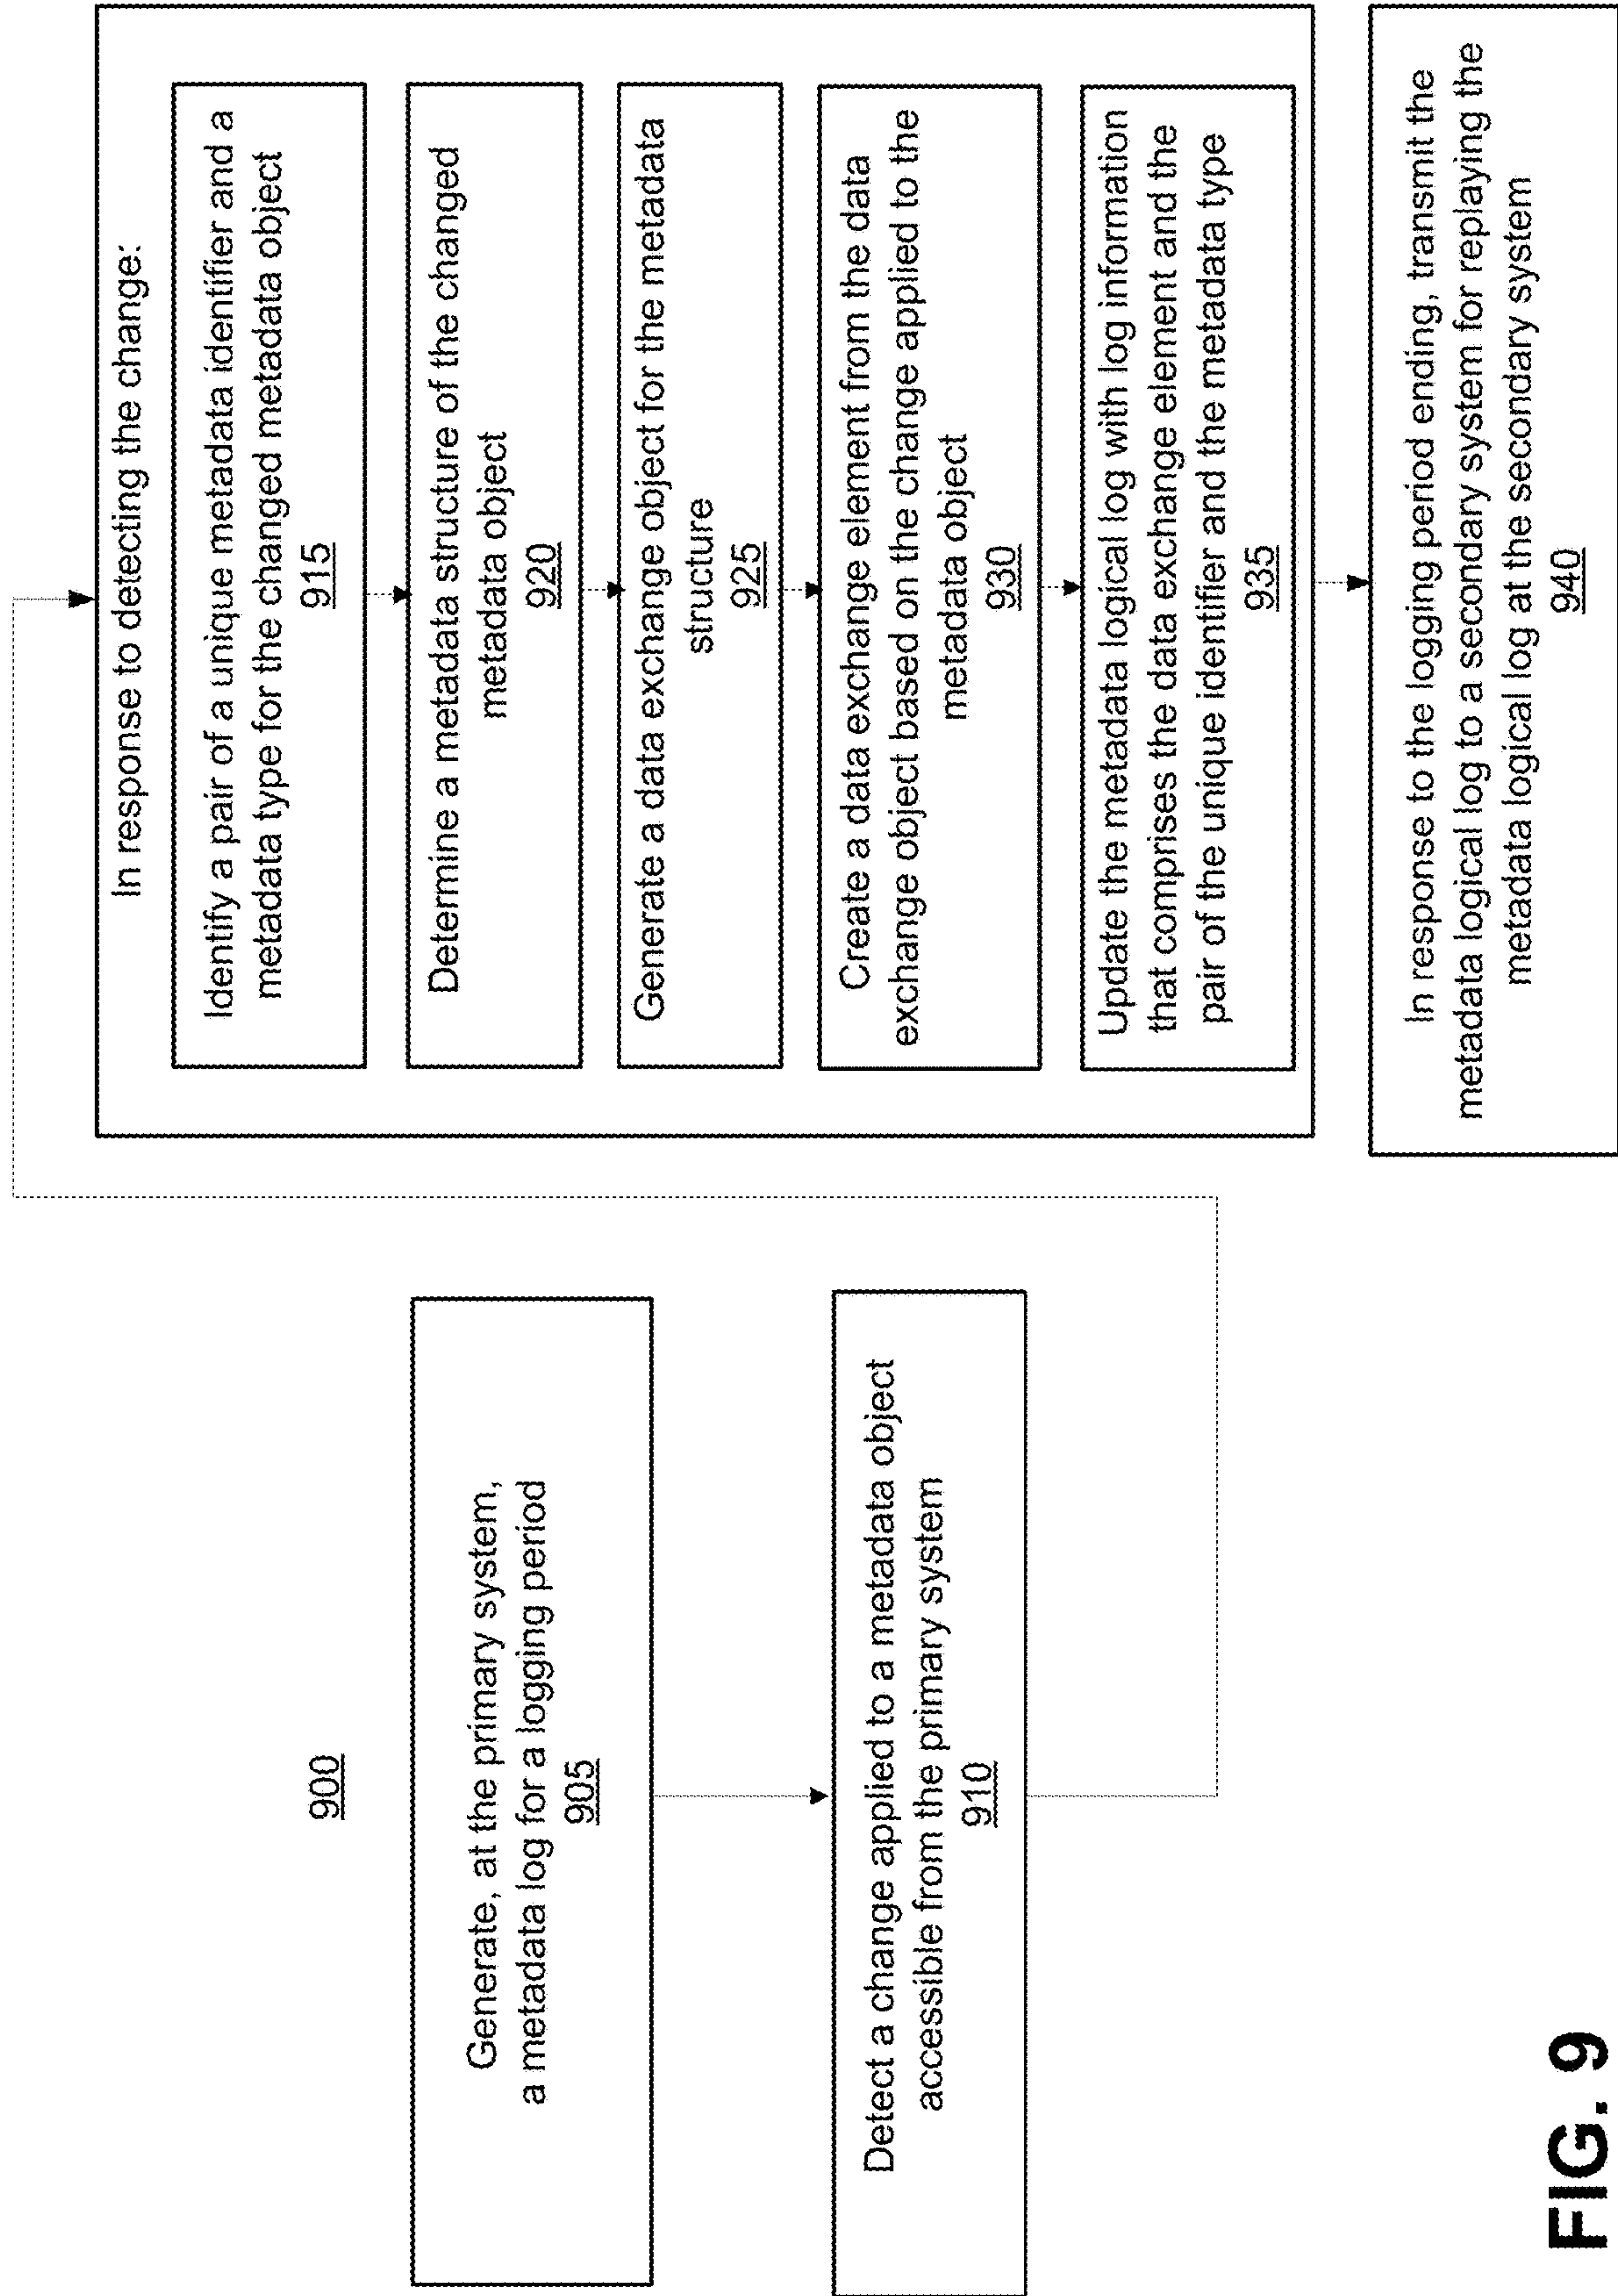 900
Generate, at the primary system,
a metadata log for a logging period
905
Detect a change applied to a metadata object
accessible from the primary system
910
In response to detecting the change:
Identify a pair of a unique metadata identifier and a
metadata type for the changed metadata object
915
Determine a metadata structure of the changed
metadata object
920
Generate a data exchange object for the metadata
structure
925
Create a data exchange element from the data
exchange object based on the change applied to the
metadata object
930
Update the metadata logical log with log information
that comprises the data exchange element and the
pair of the unique identifier and the metadata type
935
In response to the logging period ending, transmit the
metadata logical log to a secondary system for replaying the
metadata logical log at the secondary system
940
FIG. 9